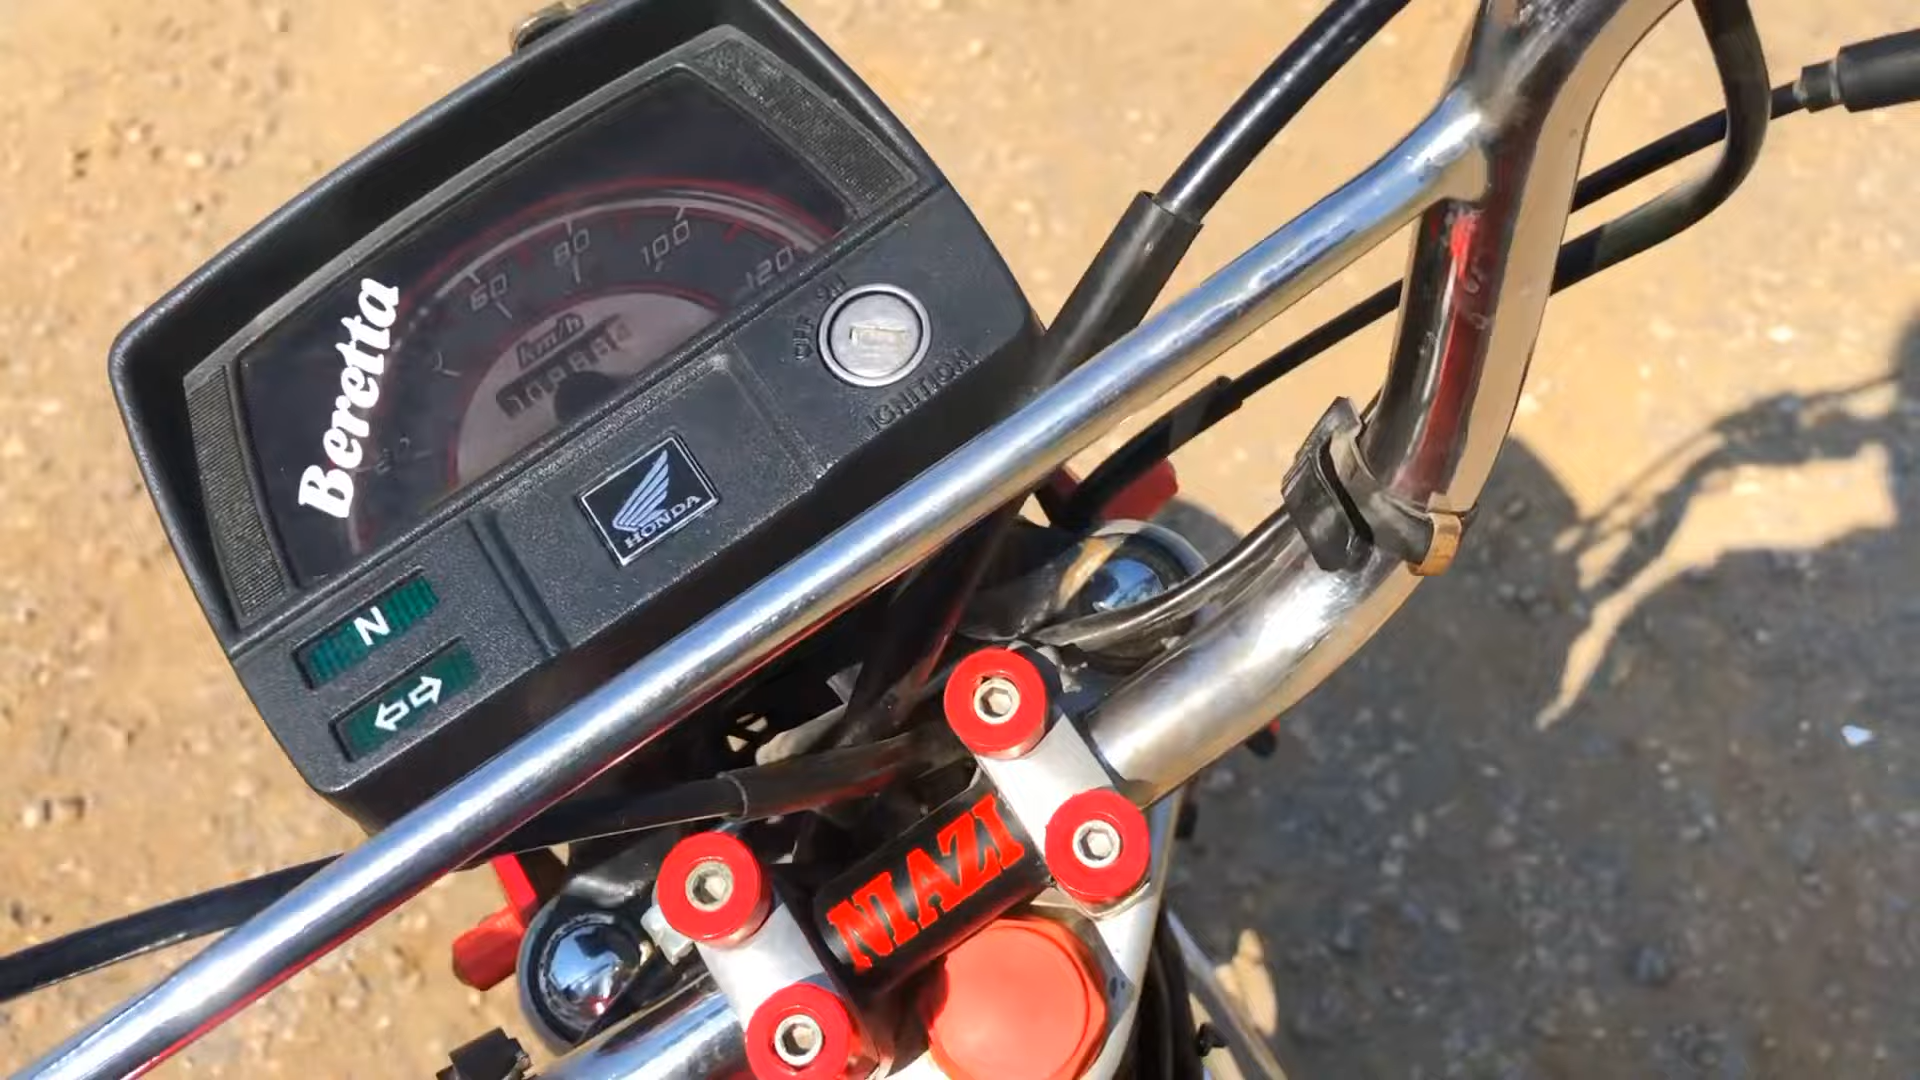 Beretta
60
80
100
120
km/h
ON
OFF
IGNITION
HONDA
N
NIAZI